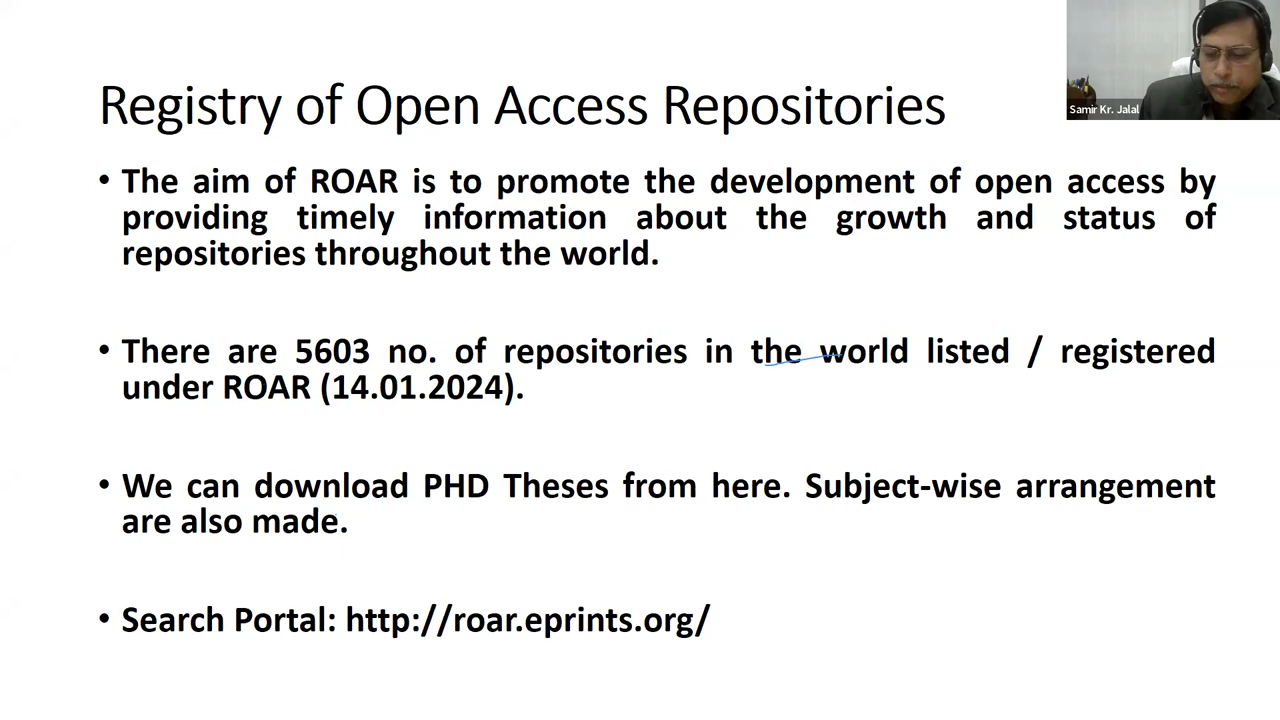 Samir Kr. Jalal
Registry of Open Access Repositories
• The aim of ROAR is to promote the development of open access by
providing timely information about the growth and status of
repositories throughout the world.
• There are 5603 no. of repositories in the world listed / registered
under ROAR (14.01.2024).
• We can download PHD Theses from here. Subject-wise arrangement
are also made.
• Search Portal: http://roar.eprints.org/